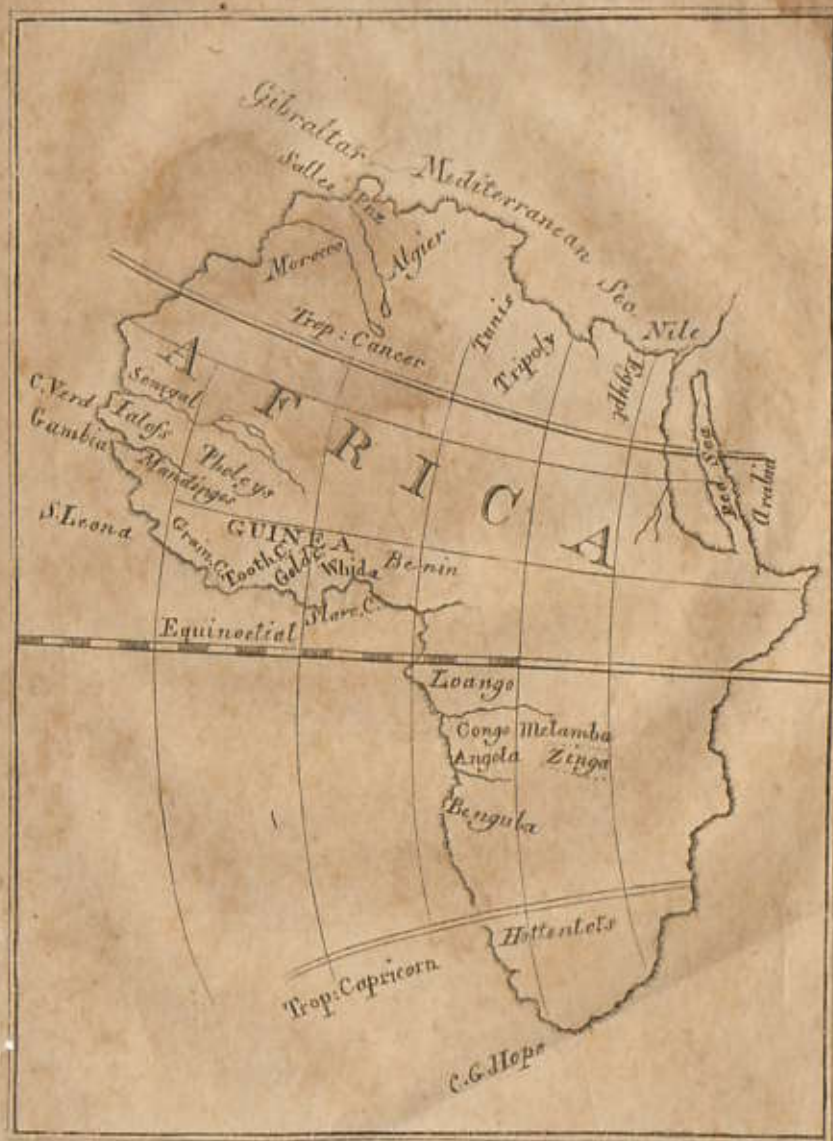 Gibraltar
Mediterranean Sea
Sallee
Fez
Morocco
Algier
Tunis
Tripoly
Nile
Egypt
Trop: Cancer
AFRICA
Red Sea
Arabia
Senegal
C. Verd
Jalofs
Gambia
Pholeys
Mandingos
S. Leona
GUINEA
Grain. C.
Tooth. C.
Gold. C.
Whida
Benin
Slave. C.
Equinoctial
Loango
Congo
Metamba
Angola
Zinga
Bengula
Hottentots
Trop: Capricorn
C. G. Hope